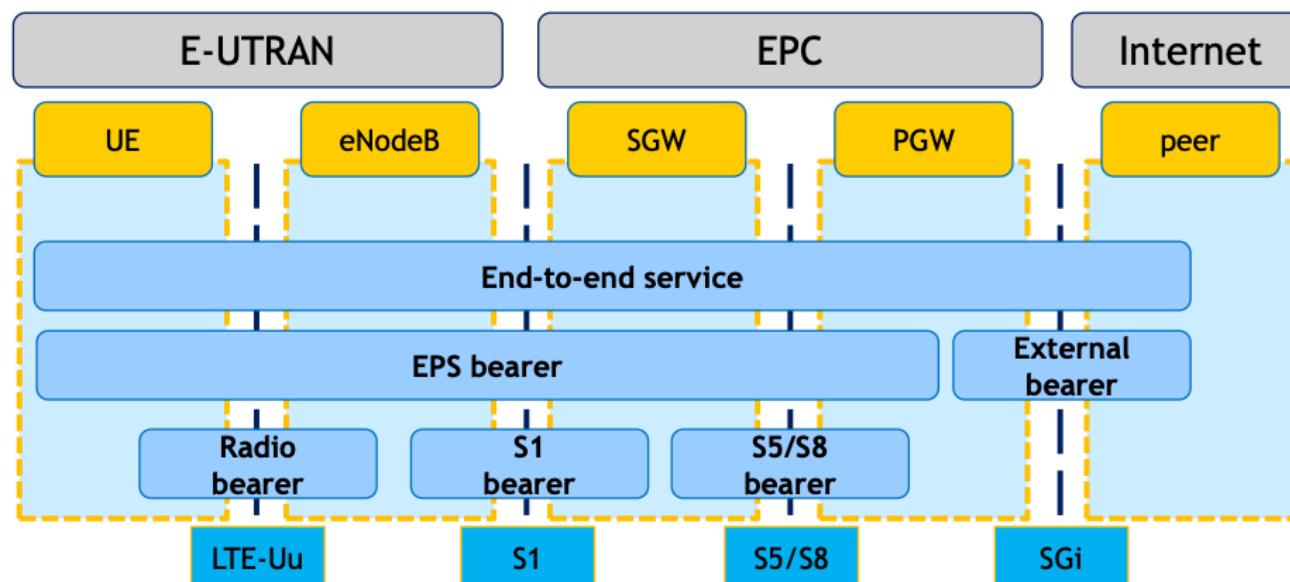 E-UTRAN
EPC
Internet
UE
eNodeB
SGW
PGW
peer
End-to-end service
EPS bearer
External
bearer
Radio
bearer
S1
bearer
S5/S8
bearer
LTE-Uu
S1
S5/S8
SGi